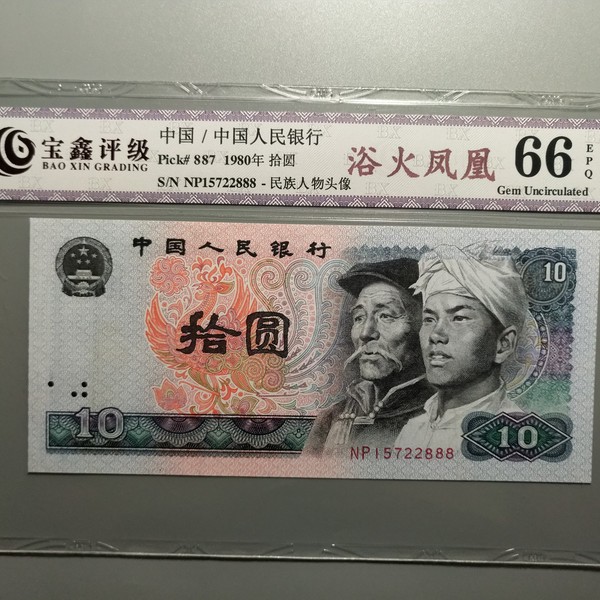 宝鑫评级
BAO XIN GRADING
中国 / 中国人民银行
Pick# 887 1980年 拾圆
S/N NP15722888 - 民族人物头像
浴火凤凰
66
EPQ
Gem Uncirculated
中国人民银行
10
拾圆
10
10
NP15722888